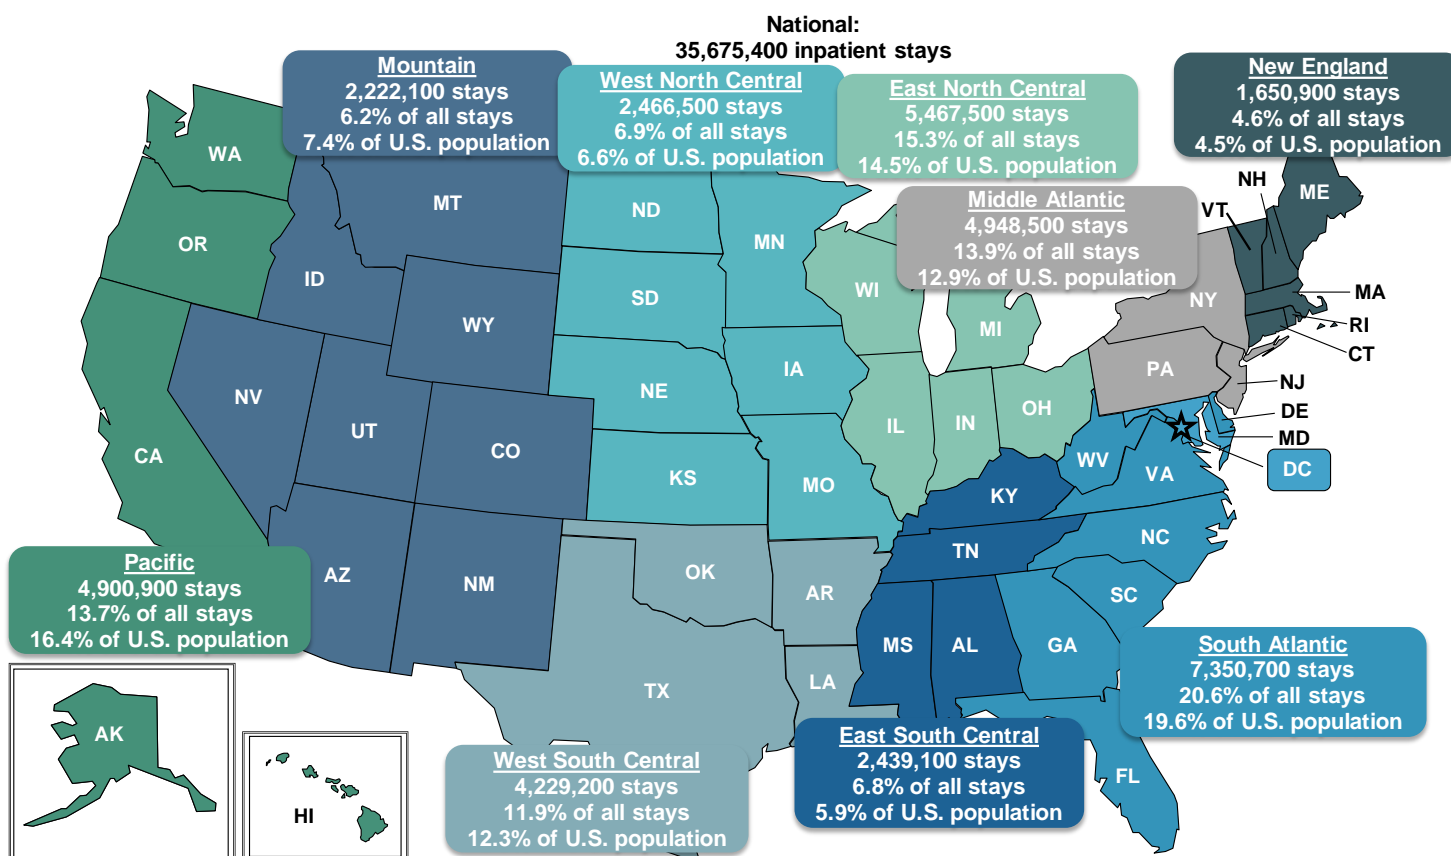 National:
35,675,400 inpatient stays
Mountain
2,222,100 stays
6.2% of all stays
7.4% of U.S. population
West North Central
2,466,500 stays
6.9% of all stays
6.6% of U.S. population
East North Central
5,467,500 stays
15.3% of all stays
14.5% of U.S. population
New England
1,650,900 stays
4.6% of all stays
4.5% of U.S. population
Middle Atlantic
4,948,500 stays
13.9% of all stays
12.9% of U.S. population
WA
MT
ND
MN
NH
ME
VT
OR
ID
SD
WI
NY
MA
WY
MI
RI
CT
NV
UT
CO
NE
IA
IL
IN
OH
PA
NJ
DE
MD
DC
CA
KS
MO
KY
WV
VA
NC
TN
AZ
NM
OK
AR
SC
MS
AL
GA
TX
LA
FL
AK
HI
Pacific
4,900,900 stays
13.7% of all stays
16.4% of U.S. population
South Atlantic
7,350,700 stays
20.6% of all stays
19.6% of U.S. population
West South Central
4,229,200 stays
11.9% of all stays
12.3% of U.S. population
East South Central
2,439,100 stays
6.8% of all stays
5.9% of U.S. population